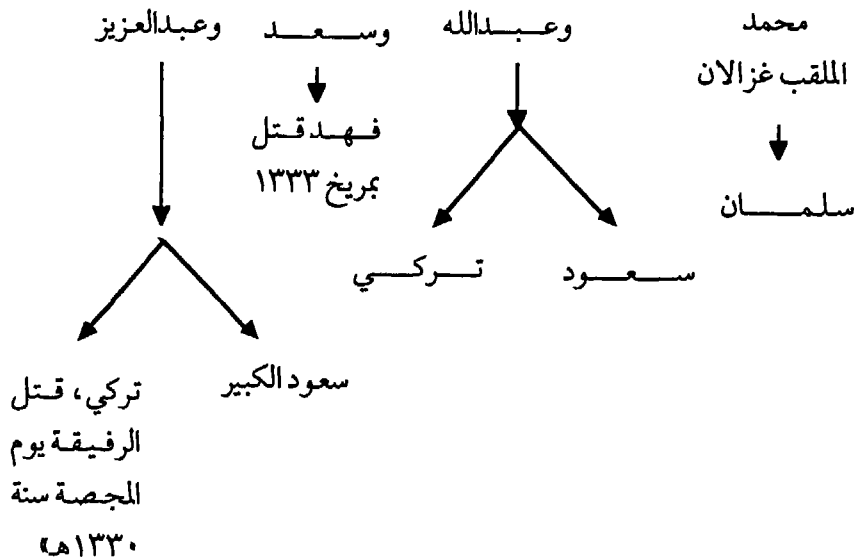 محمد
الملقب غزالان
سلمان
وعبدالله
سعود
تركي
وسعد
فهد قتل
بمريخ ١٣٣٣
وعبدالعزيز
سعود الكبير
تركي، قتل
الرفيقة يوم
المجصة سنة
١٣٣٠هـ»